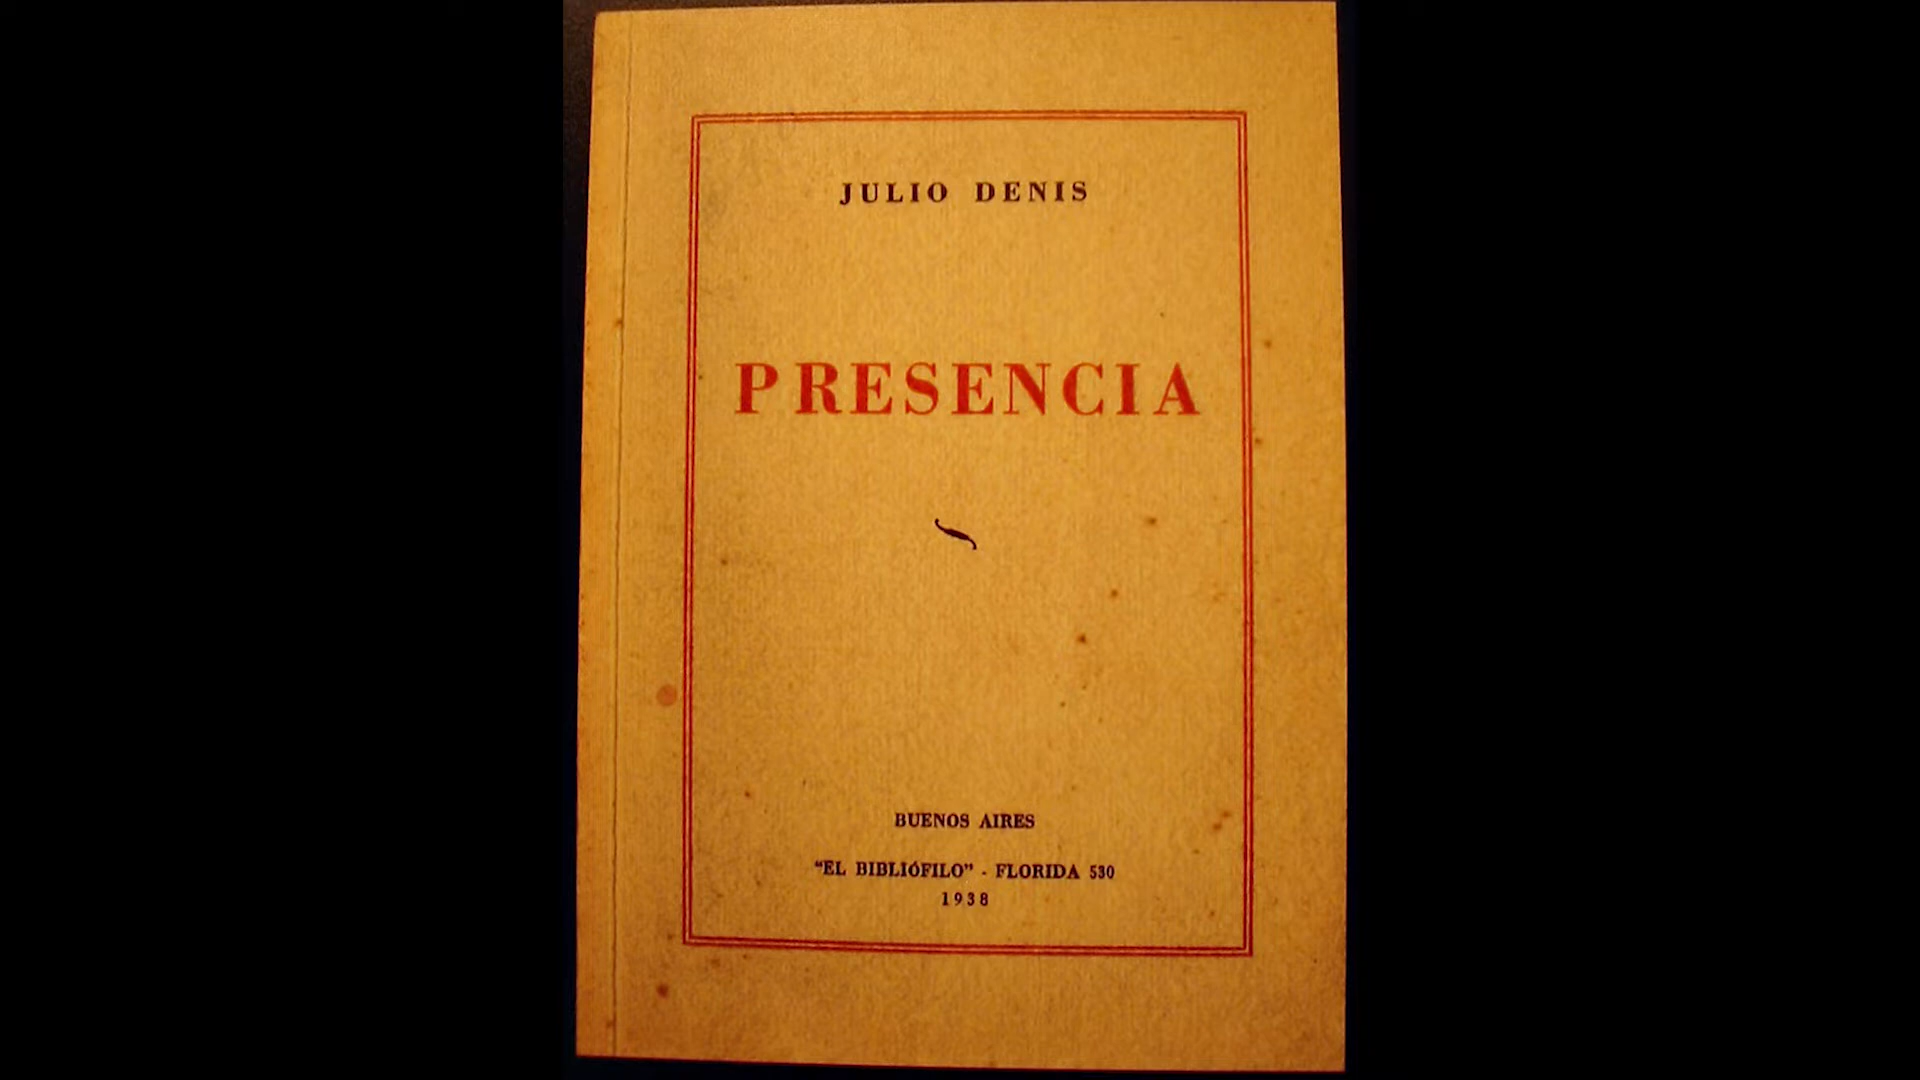 JULIO DENIS
PRESENCIA
BUENOS AIRES
“EL BIBLIÓFILO” - FLORIDA 530
1938